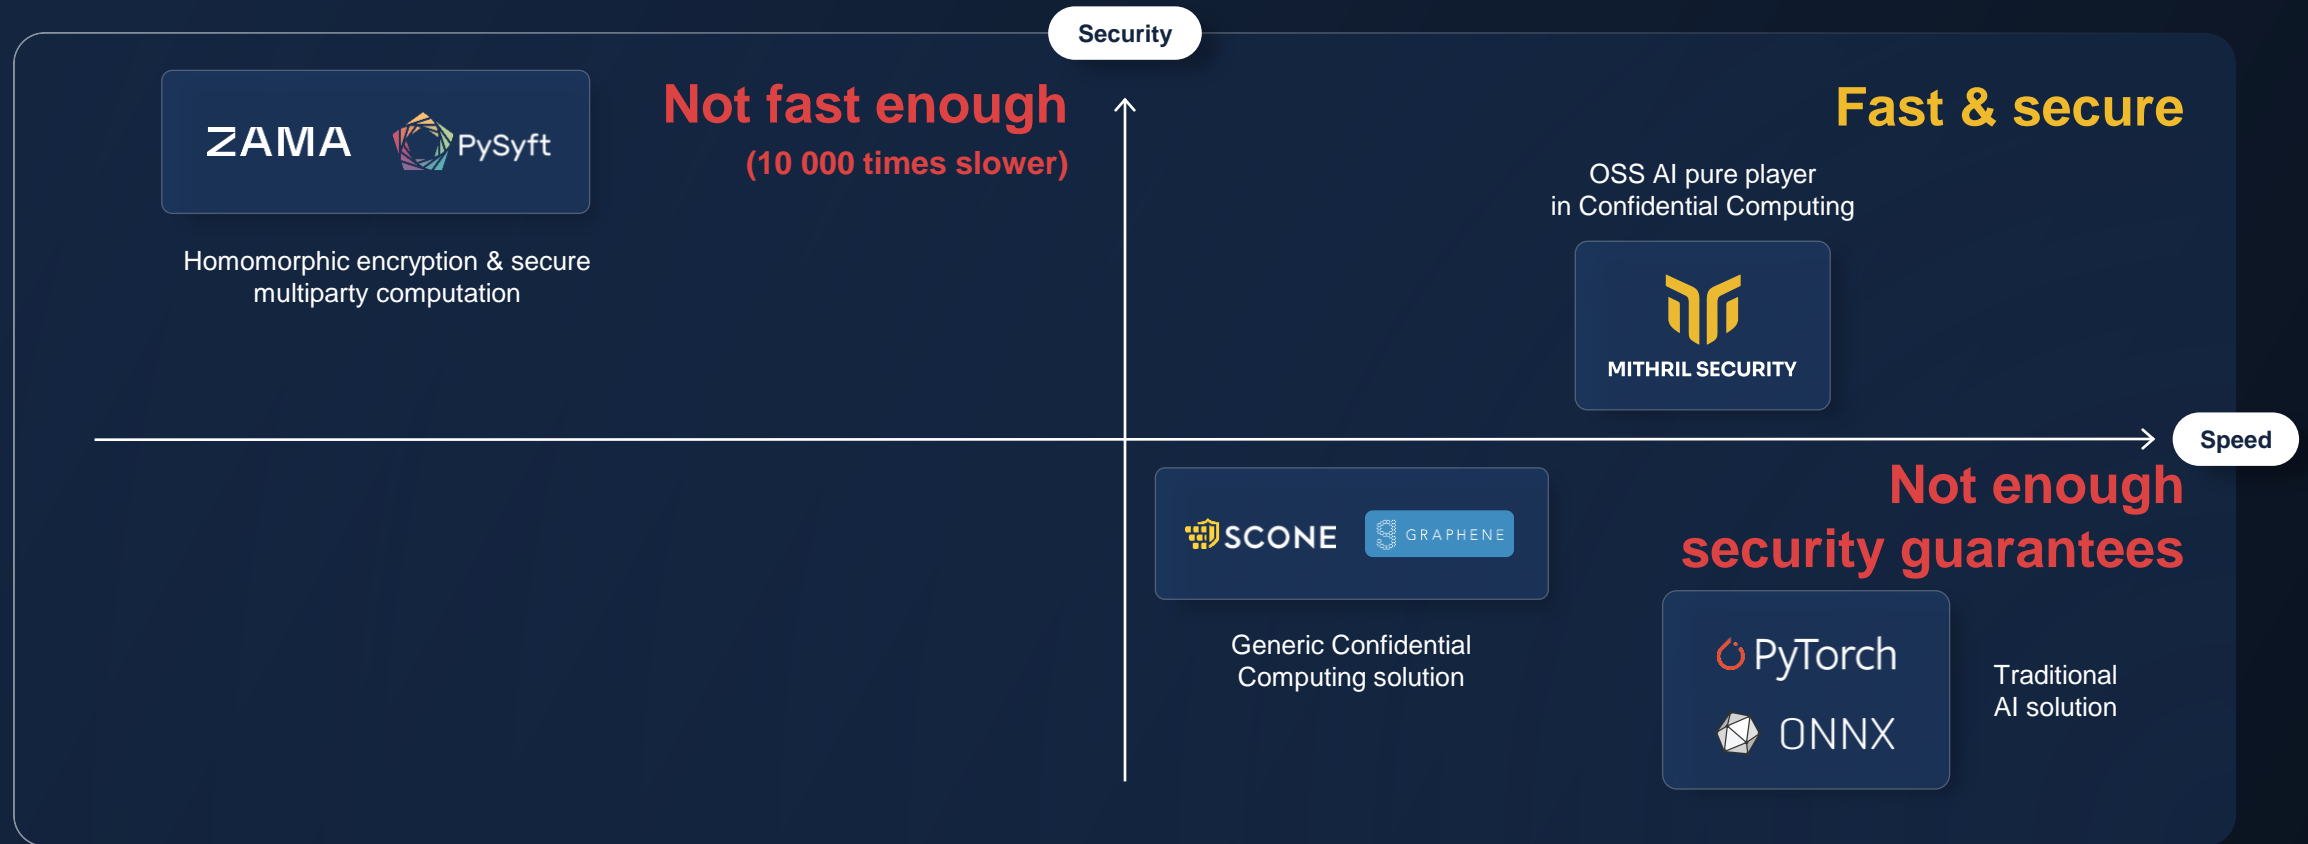 Security
ZAMA
PySyft
Not fast enough
(10 000 times slower)
Homomorphic encryption & secure
multiparty computation
Fast & secure
OSS AI pure player
in Confidential Computing
MITHRIL SECURITY
Speed
SCONE
GRAPHENE
Generic Confidential
Computing solution
Not enough
security guarantees
PyTorch
ONNX
Traditional
AI solution